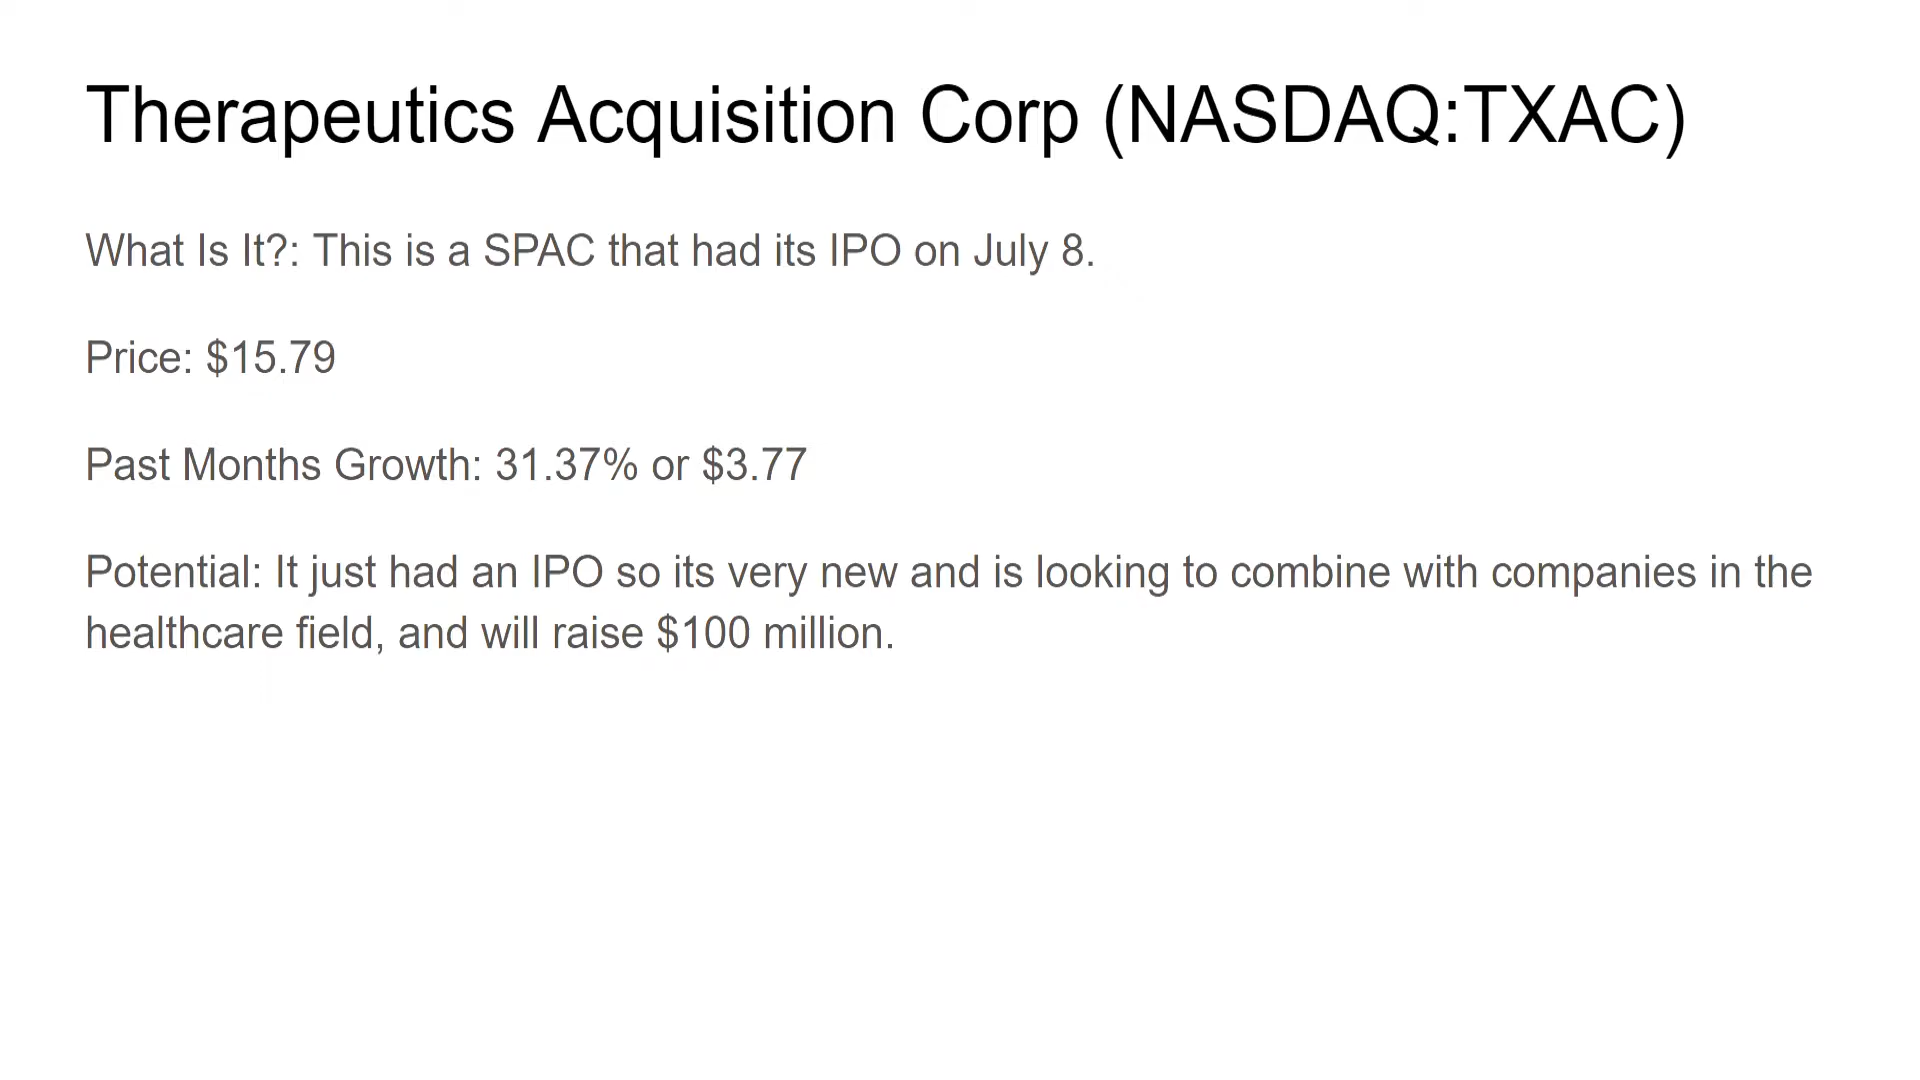 Therapeutics Acquisition Corp (NASDAQ:TXAC)
What Is It?: This is a SPAC that had its IPO on July 8.
Price: $15.79
Past Months Growth: 31.37% or $3.77
Potential: It just had an IPO so its very new and is looking to combine with companies in the
healthcare field, and will raise $100 million.